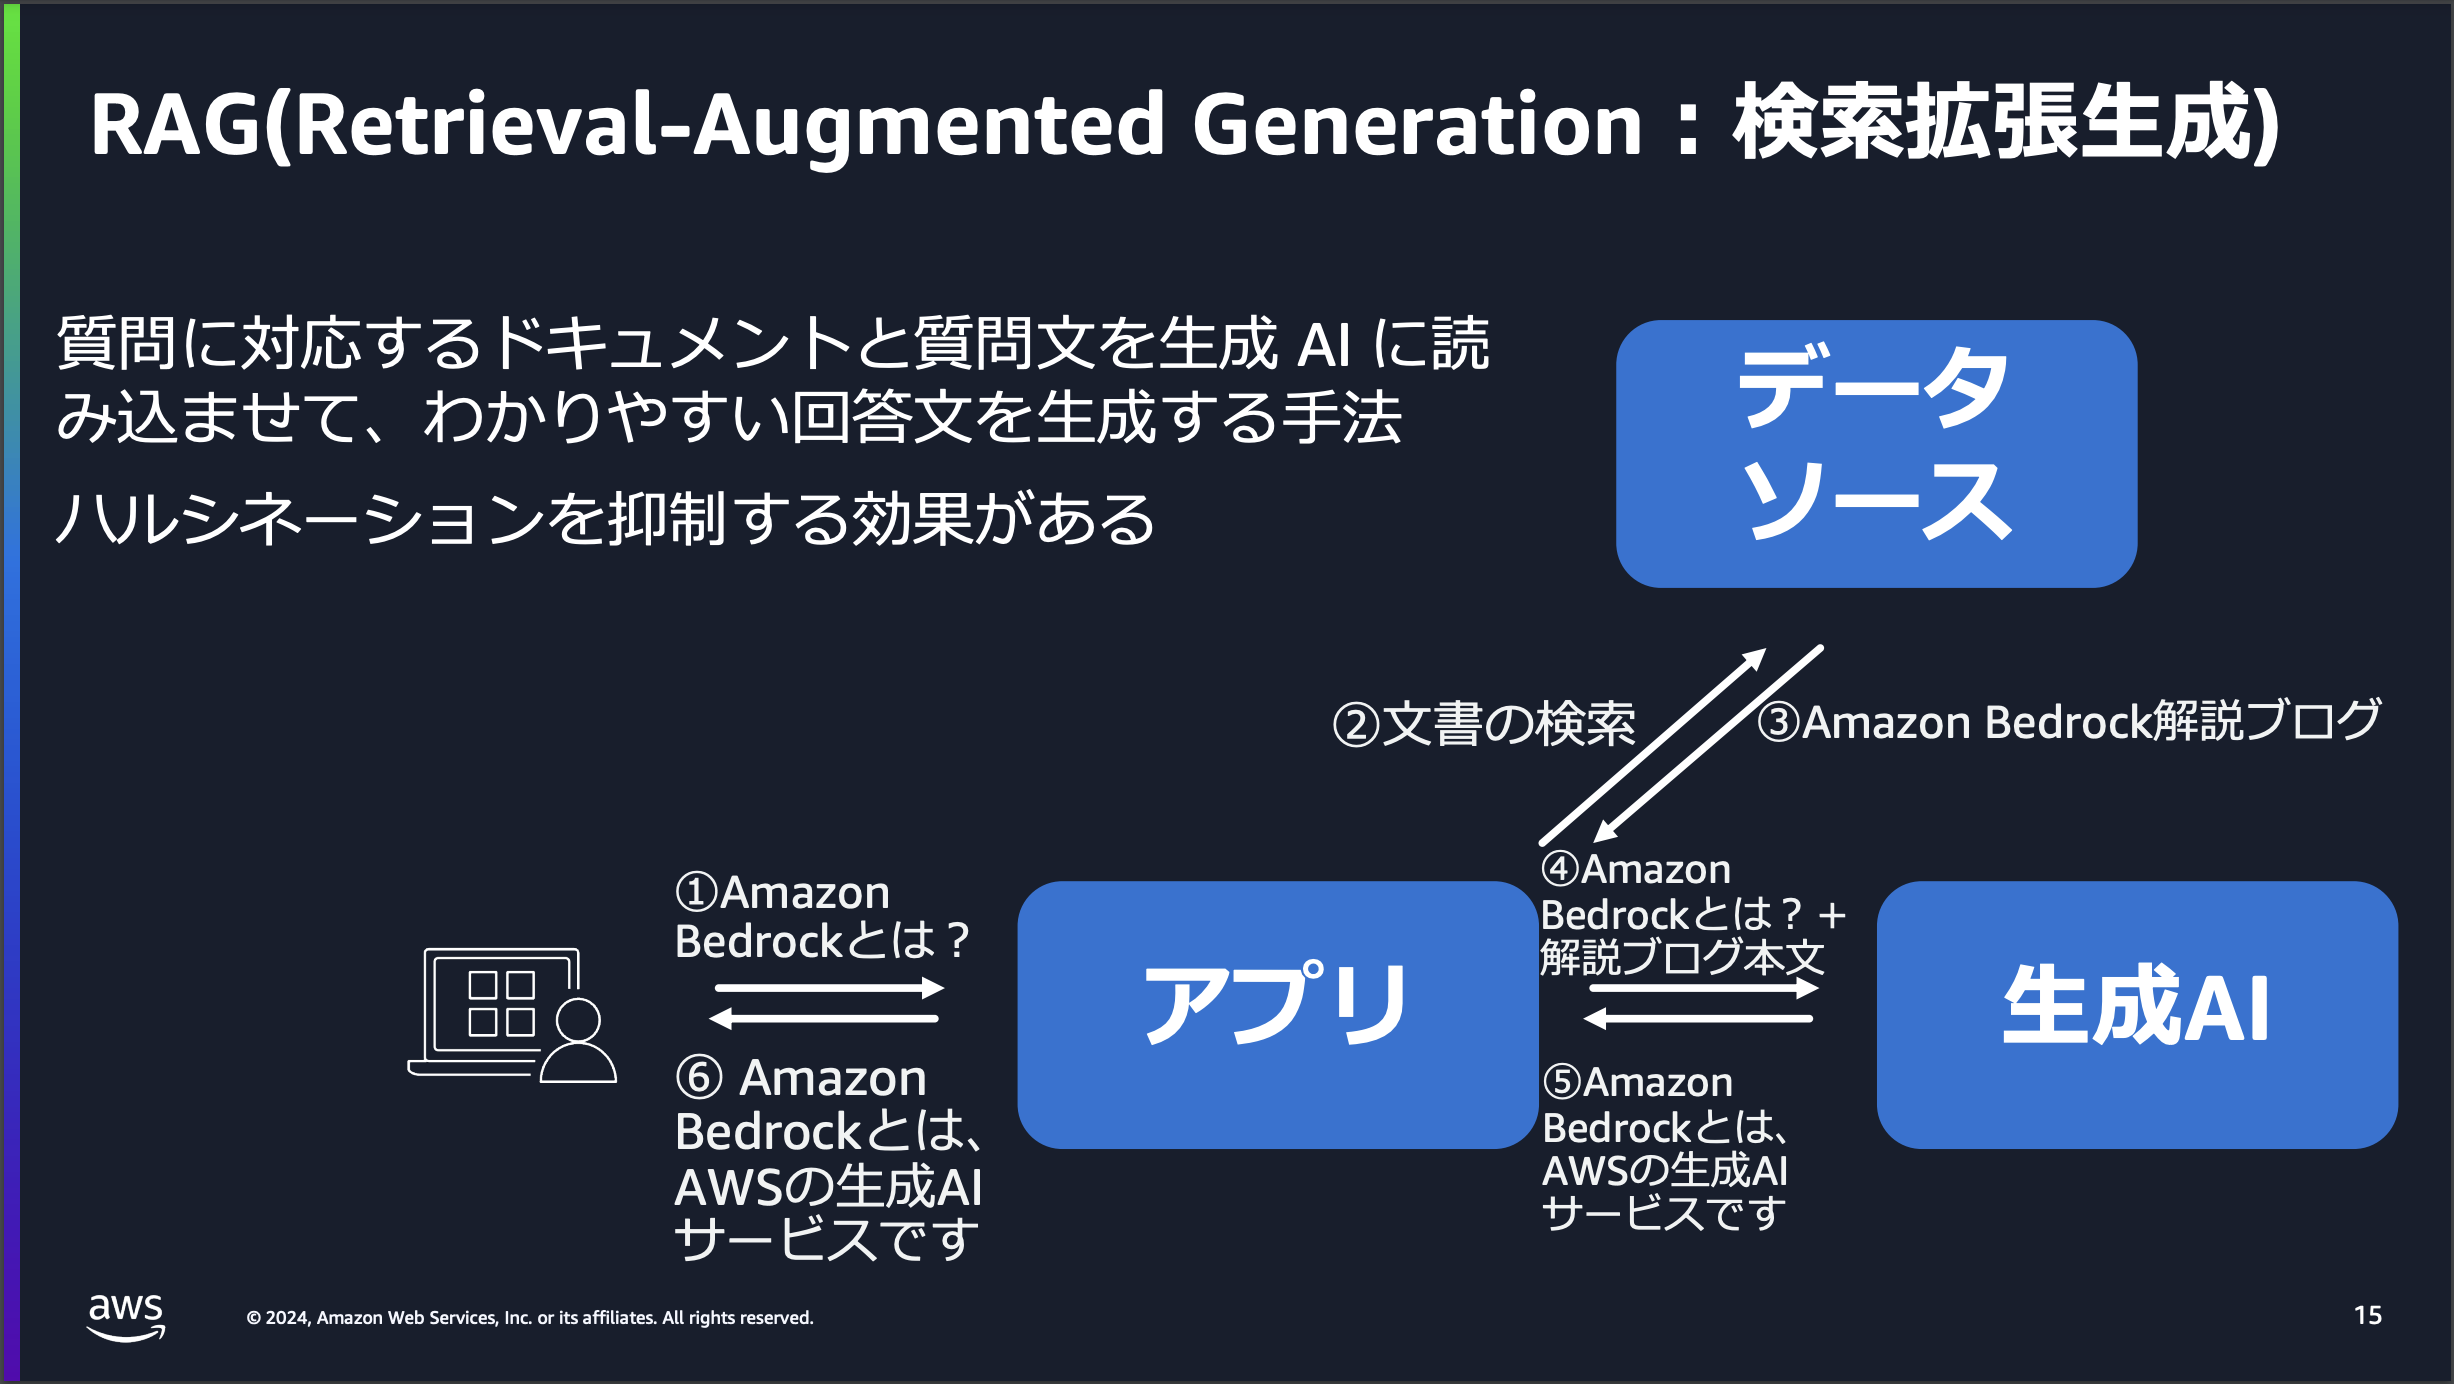 RAG(Retrieval-Augmented Generation：検索拡張生成)
質問に対応するドキュメントと質問文を生成 AI に読
み込ませて、わかりやすい回答文を生成する手法
ハルシネーションを抑制する効果がある
データ
ソース
②文書の検索
③Amazon Bedrock解説ブログ
①Amazon
Bedrockとは？
アプリ
④Amazon
Bedrockとは？+
解説ブログ本文
生成AI
⑥ Amazon
Bedrockとは、
AWSの生成AI
サービスです
⑤Amazon
Bedrockとは、
AWSの生成AI
サービスです
aws
© 2024, Amazon Web Services, Inc. or its affiliates. All rights reserved.
15